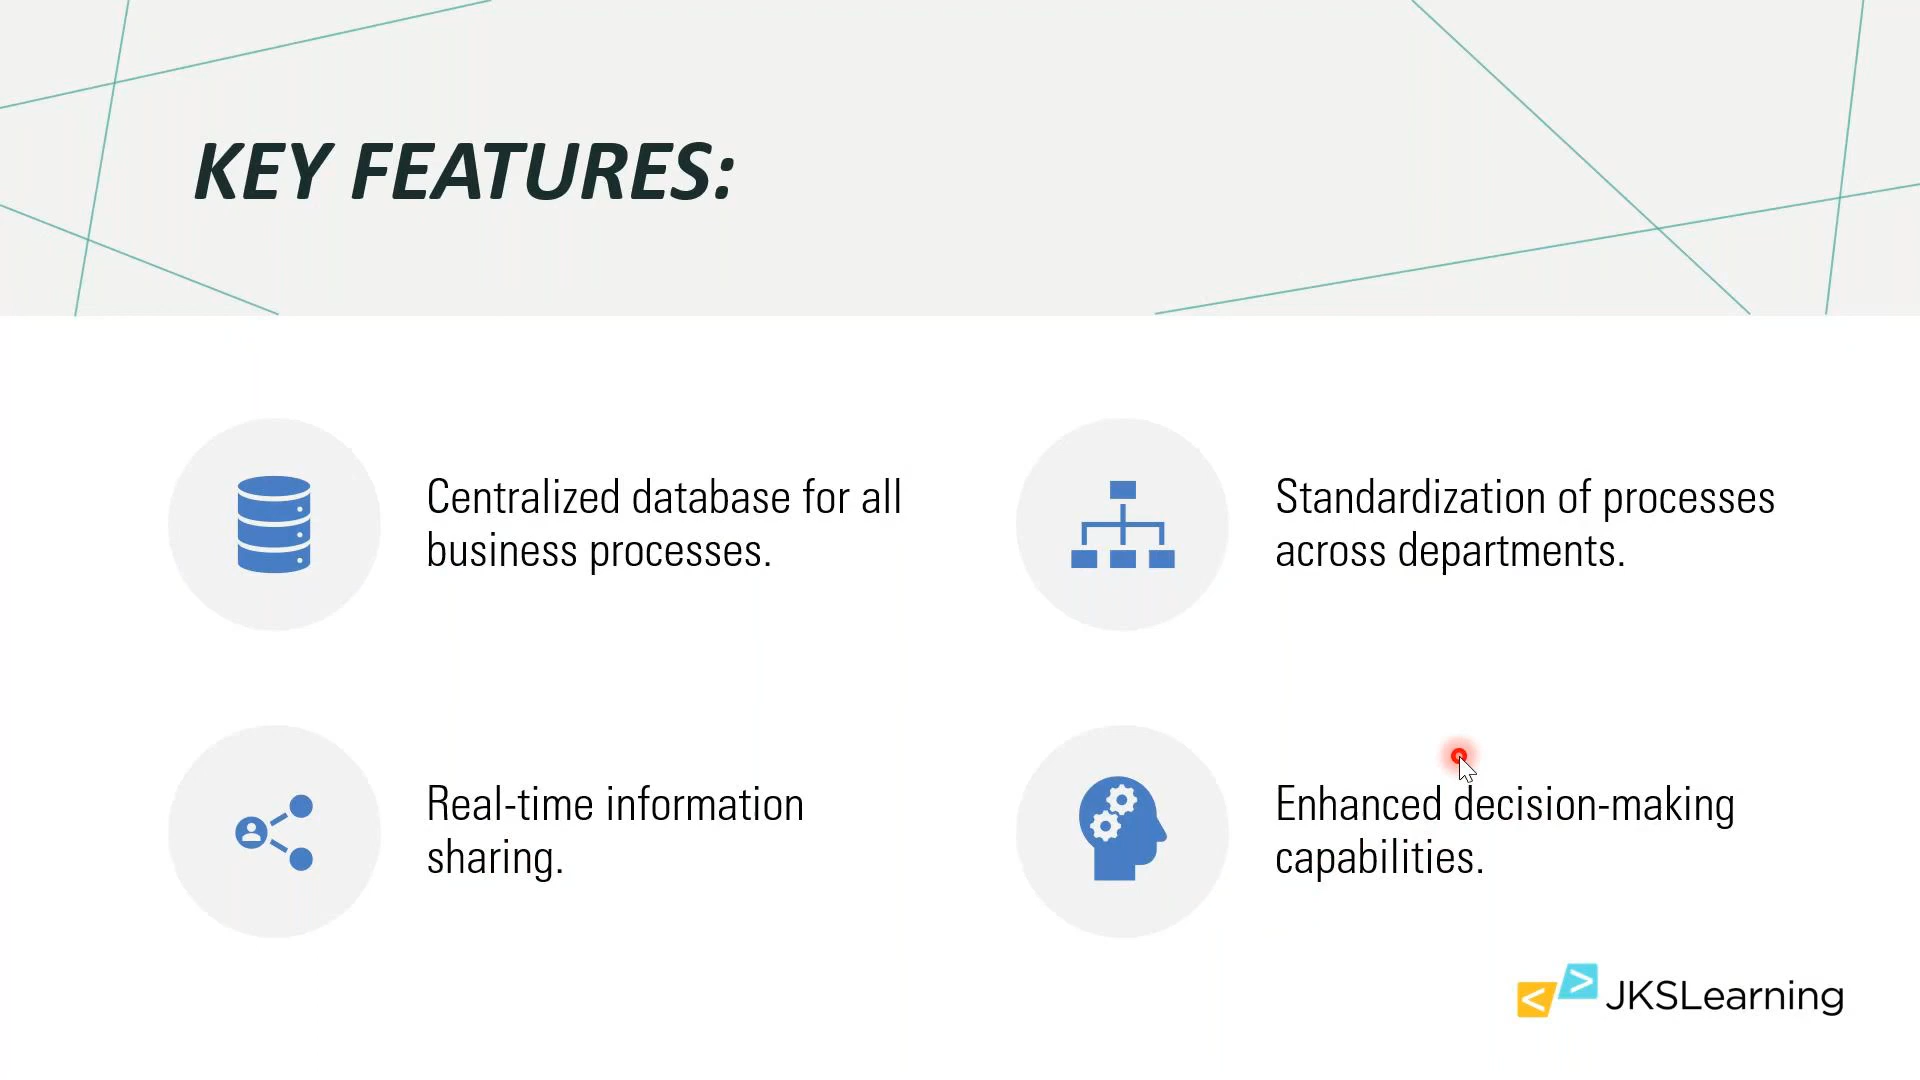 KEY FEATURES:
Centralized database for all
business processes.
Standardization of processes
across departments.
Real-time information
sharing.
Enhanced decision-making
capabilities.
< > JKSLearning